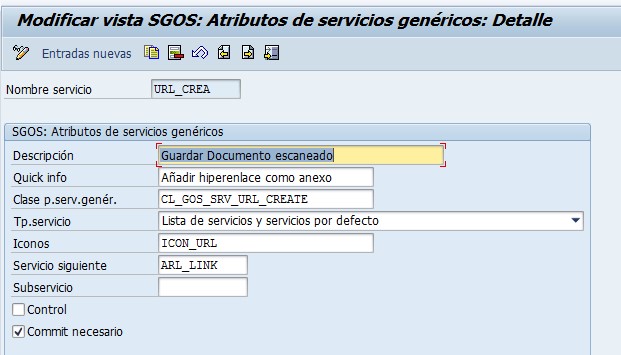 Modificar vista SGOS: Atributos de servicios genéricos: Detalle
Entradas nuevas
Nombre servicio URL_CREA
SGOS: Atributos de servicios genéricos
Descripción Guardar Documento escaneado
Quick info Añadir hiperenlace como anexo
Clase p.serv.genér. CL_GOS_SRV_URL_CREATE
Tp.servicio Lista de servicios y servicios por defecto
Iconos ICON_URL
Servicio siguiente ARL_LINK
Subservicio
Control
Commit necesario